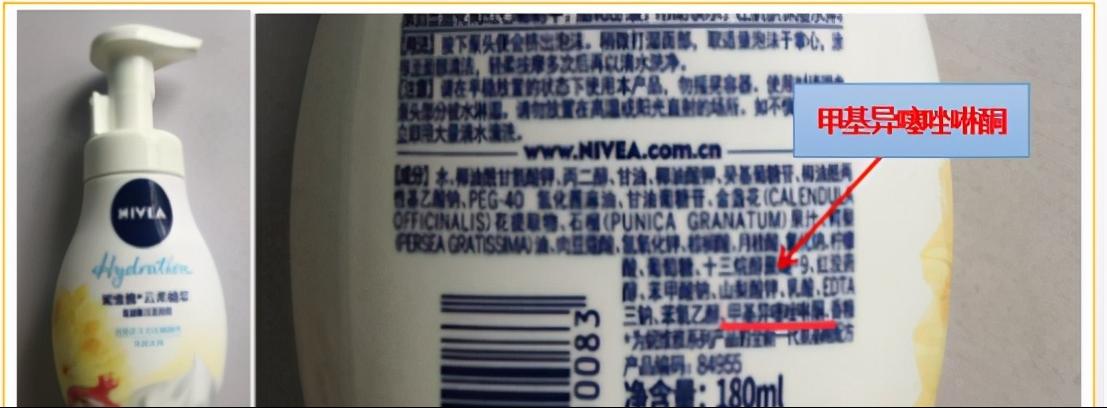 NIVEA
Hydration
【用法】按下泵头便会挤出泡沫。稍微打湿面部，取适量泡沫于掌心，涂
清洁，轻柔按摩多次后再以清水洗净。
【注意】请在平稳放置的状态下使用本产品，勿摇晃容器。使用
泵头部分被水淋湿。请勿放置在高温或阳光直射的场所。如不慎
立即用大量清水清洗。
甲基异噻唑啉酮
www.NIVEA.com.cn
【成分】水、椰油酰甘氨酸钾、丙二醇、甘油、椰油酸钾、癸基葡糖苷、椰油酰两
性基乙酸钠、PEG-40 氢化蓖麻油、甘油葡糖苷、金盏花(CALENDULA
OFFICINALIS)花提取物、石榴(PUNICA GRANATUM)果汁、
(PERSEA GRATISSIMA)油、肉豆蔻酸、氢氧化钾、棕榈酸、月桂酸、氯化钠、柠檬
酸、葡萄糖、十三烷醇聚醚-9、红没药
醇、苯甲酸钠、山梨酸钾、乳酸、EDTA
三钠、苯氧乙醇、甲基异噻唑啉酮、香精
产品编码：84955
净含量：180ml
0083